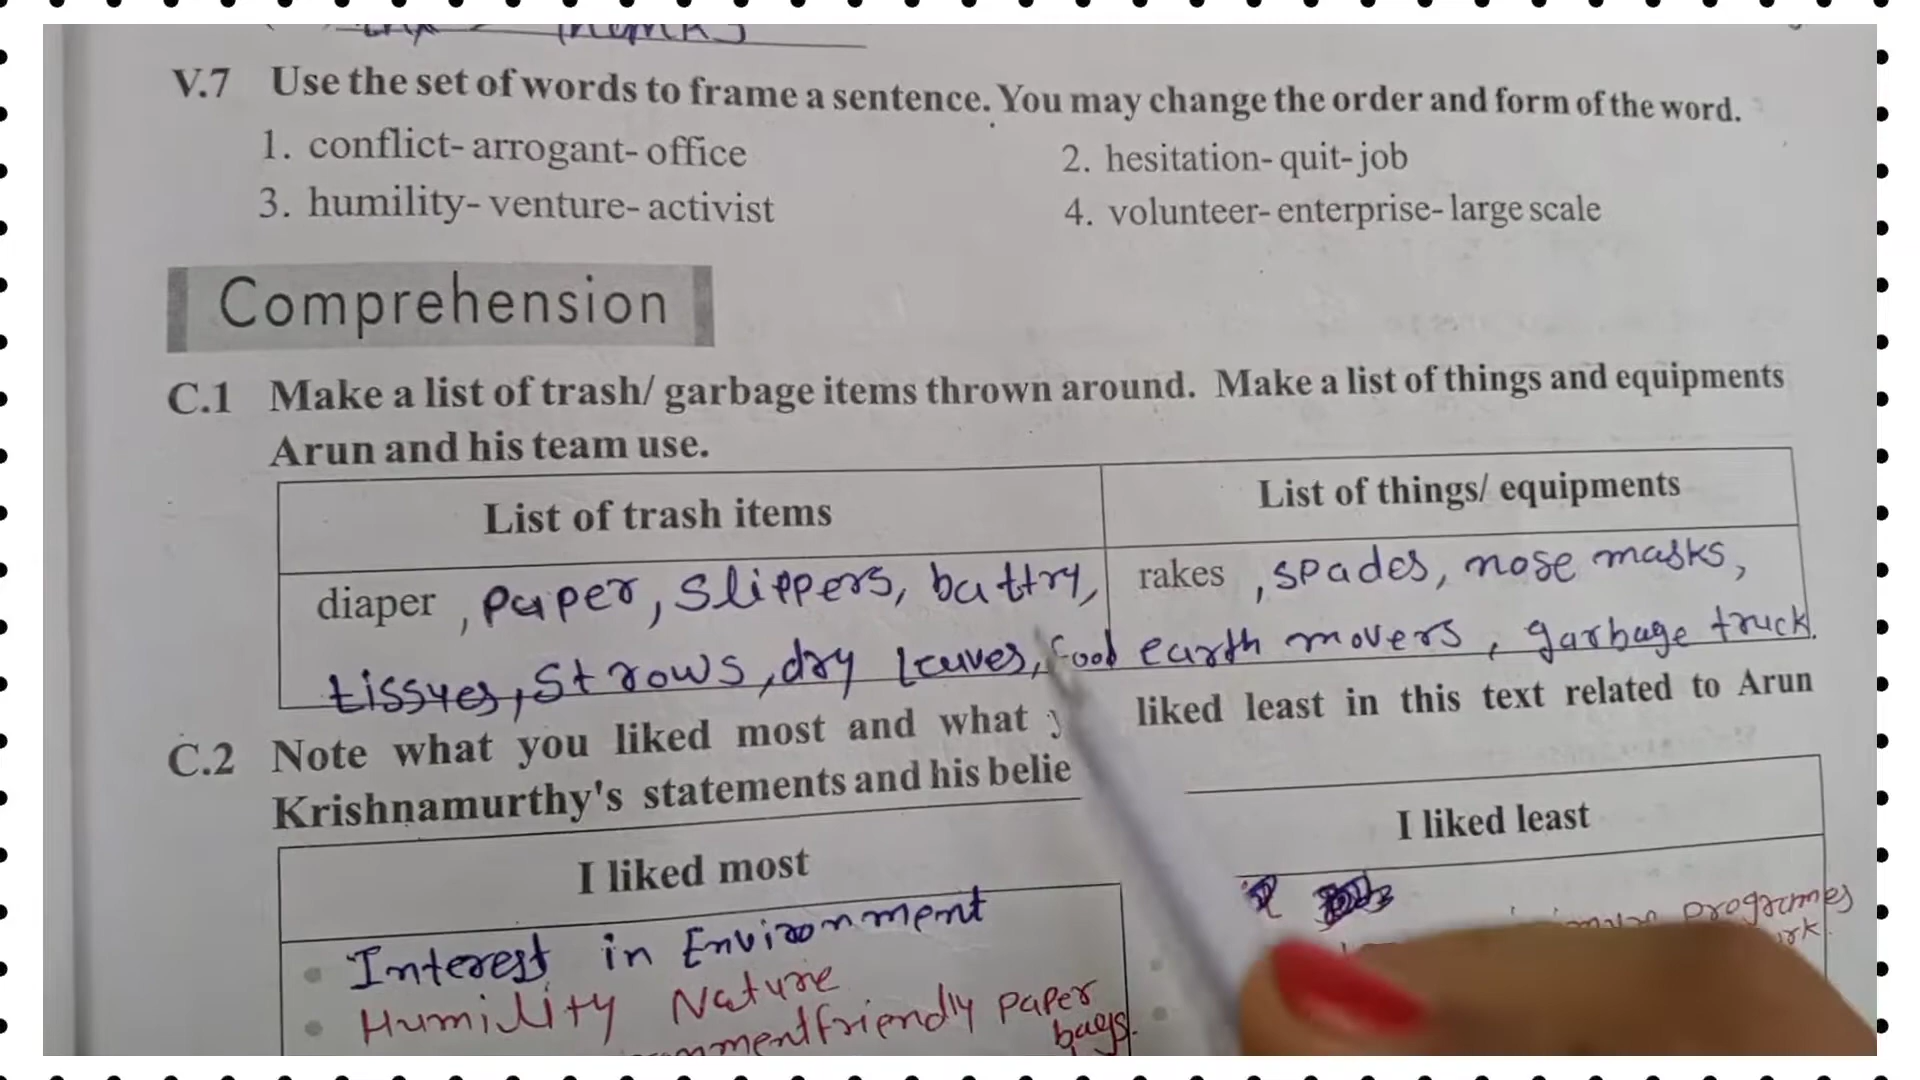 V.7 Use the set of words to frame a sentence. You may change the order and form of the word.
1. conflict- arrogant- office 2. hesitation- quit- job
3. humility- venture- activist 4. volunteer- enterprise- large scale
Comprehension
C.1 Make a list of trash/ garbage items thrown around. Make a list of things and equipments
Arun and his team use.
List of trash items List of things/ equipments
diaper , paper, slippers, battry, rakes , spades, nose masks,
tissyes, strows, dry leaves, food earth movers, garbage truck.
C.2 Note what you liked most and what liked least in this text related to Arun
Krishnamurthy's statements and his belie
I liked most I liked least
• Interest in Environment programmes
• Humility Nature
friendly paper
bags.